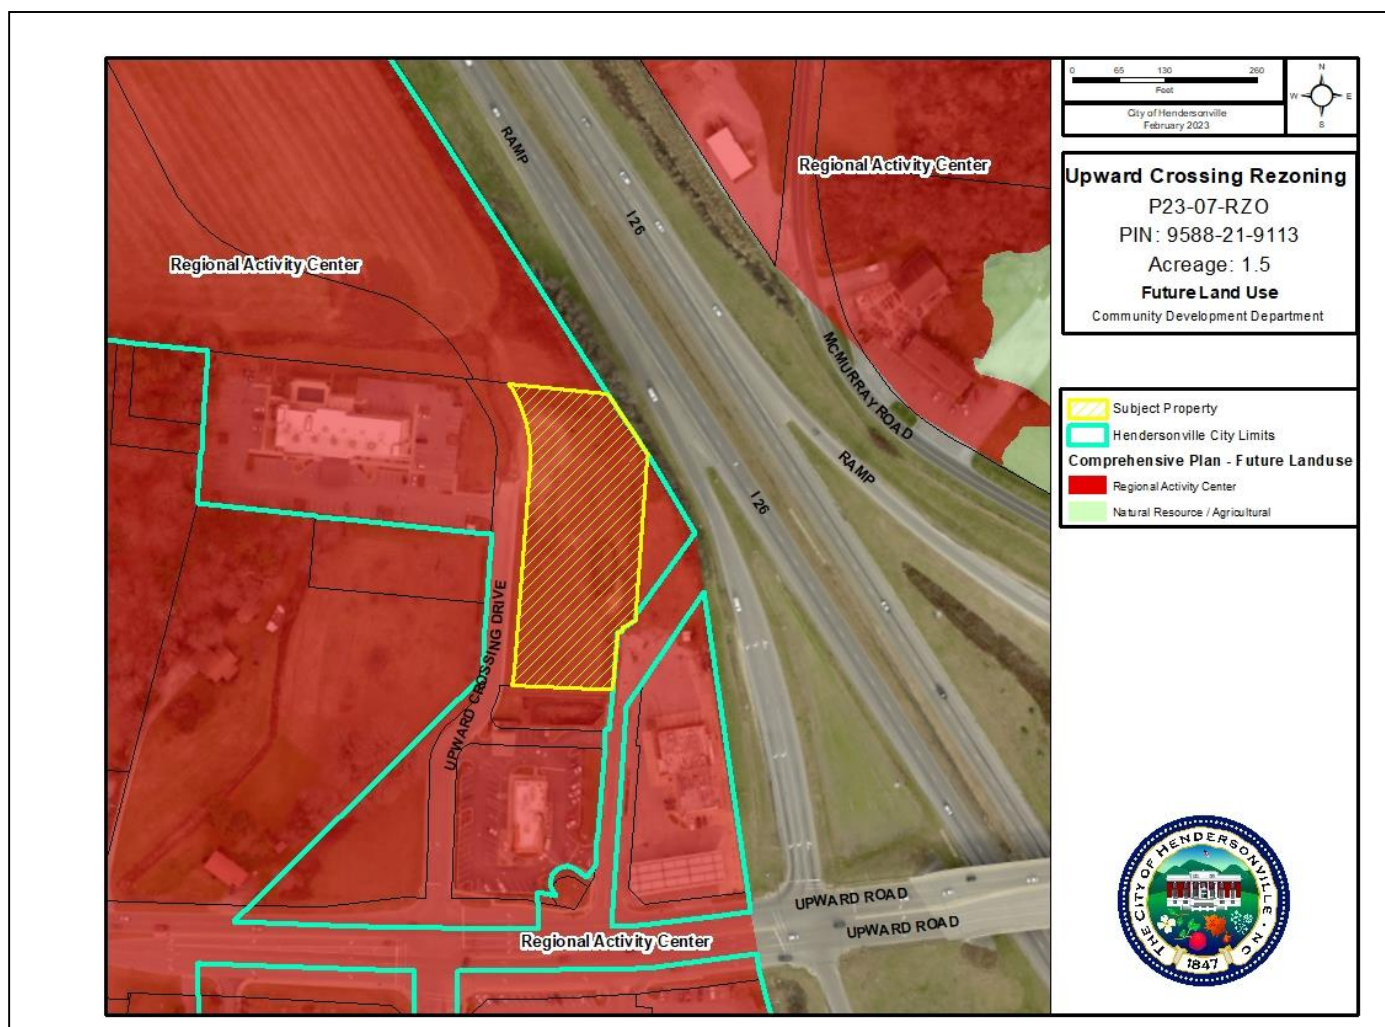 0 65 130 260
Feet
City of Hendersonville
February 2023
N
W E
S
Upward Crossing Rezoning
P23-07-RZO
PIN: 9588-21-9113
Acreage: 1.5
Future Land Use
Community Development Department
Subject Property
Hendersonville City Limits
Comprehensive Plan - Future Landuse
Regional Activity Center
Natural Resource / Agricultural
RAMP
I 26
Regional Activity Center
Regional Activity Center
MCMURRAY ROAD
RAMP
I 26
UPWARD CROSSING DRIVE
UPWARD ROAD
UPWARD ROAD
Regional Activity Center
THE CITY OF HENDERSONVILLE · NC
1847